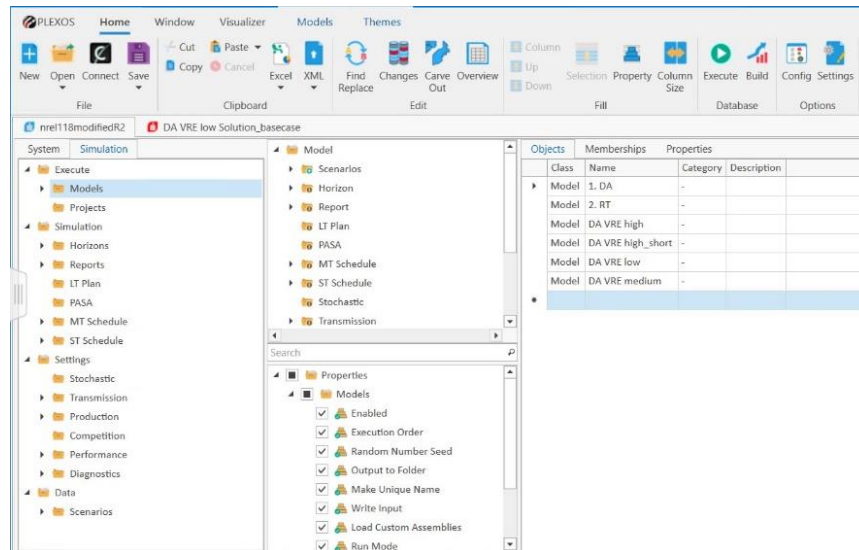 PLEXOS Home Window Visualizer Models Themes
New Open Connect Save Cut Copy Paste Cancel Excel XML Find Replace Changes Carve Out Overview Column Up Down Selection Property Column Size Execute Build Config Settings
File Clipboard Edit Fill Database Options
nrel118modifiedR2 DA VRE low Solution_basecase
System Simulation
Execute
Models
Projects
Simulation
Horizons
Reports
LT Plan
PASA
MT Schedule
ST Schedule
Settings
Stochastic
Transmission
Production
Competition
Performance
Diagnostics
Data
Scenarios
Model
Scenarios
Horizon
Report
LT Plan
PASA
MT Schedule
ST Schedule
Stochastic
Transmission
Search
Properties
Models
Enabled
Execution Order
Random Number Seed
Output to Folder
Make Unique Name
Write Input
Load Custom Assemblies
Run Mode
Objects Memberships Properties
Class Name Category Description
Model 1. DA -
Model 2. RT -
Model DA VRE high -
Model DA VRE high_short -
Model DA VRE low -
Model DA VRE medium -